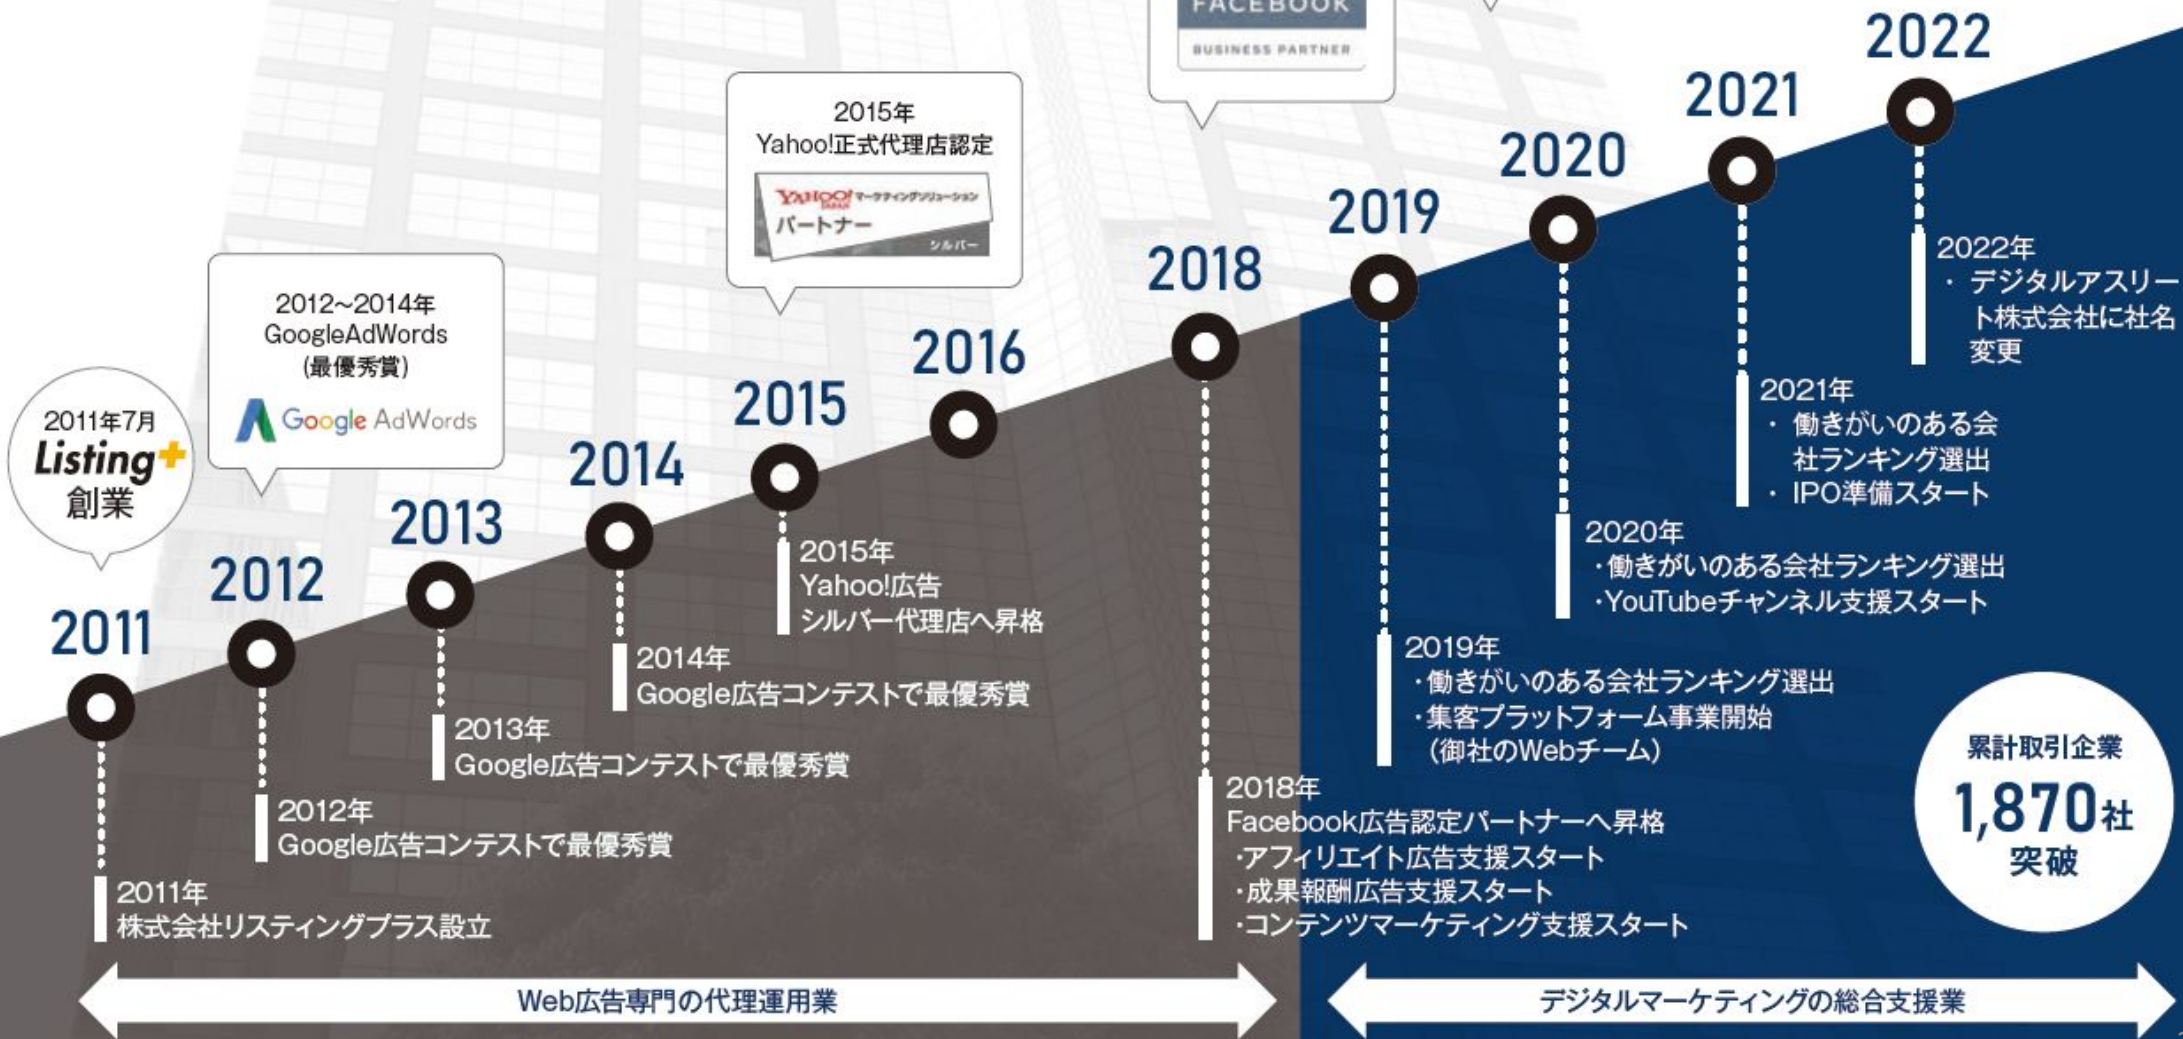 FACEBOOK
BUSINESS PARTNER
2022
2021
2020
2019
2018
2016
2015
2014
2013
2012
2011
2015年
Yahoo!正式代理店認定
YAHOO! JAPAN マーケティングソリューション
パートナー
シルバー
2012～2014年
GoogleAdWords
(最優秀賞)
Google AdWords
2011年7月
Listing+
創業
2022年
・ デジタルアスリー
ト株式会社に社名
変更
2021年
・ 働きがいのある会
社ランキング選出
・ IPO準備スタート
2020年
・働きがいのある会社ランキング選出
・YouTubeチャンネル支援スタート
2019年
・働きがいのある会社ランキング選出
・集客プラットフォーム事業開始
（御社のWebチーム）
2018年
Facebook広告認定パートナーへ昇格
・アフィリエイト広告支援スタート
・成果報酬広告支援スタート
・コンテンツマーケティング支援スタート
2015年
Yahoo!広告
シルバー代理店へ昇格
2014年
Google広告コンテストで最優秀賞
2013年
Google広告コンテストで最優秀賞
2012年
Google広告コンテストで最優秀賞
2011年
株式会社リスティングプラス設立
累計取引企業
1,870社
突破
Web広告専門の代理運用業
デジタルマーケティングの総合支援業